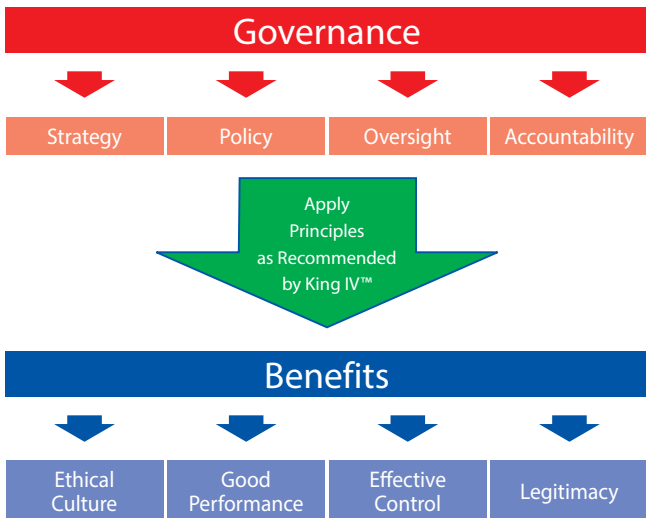 Governance
Strategy
Policy
Oversight
Accountability
Apply
Principles
as Recommended
by King IV™
Benefits
Ethical
Culture
Good
Performance
Effective
Control
Legitimacy